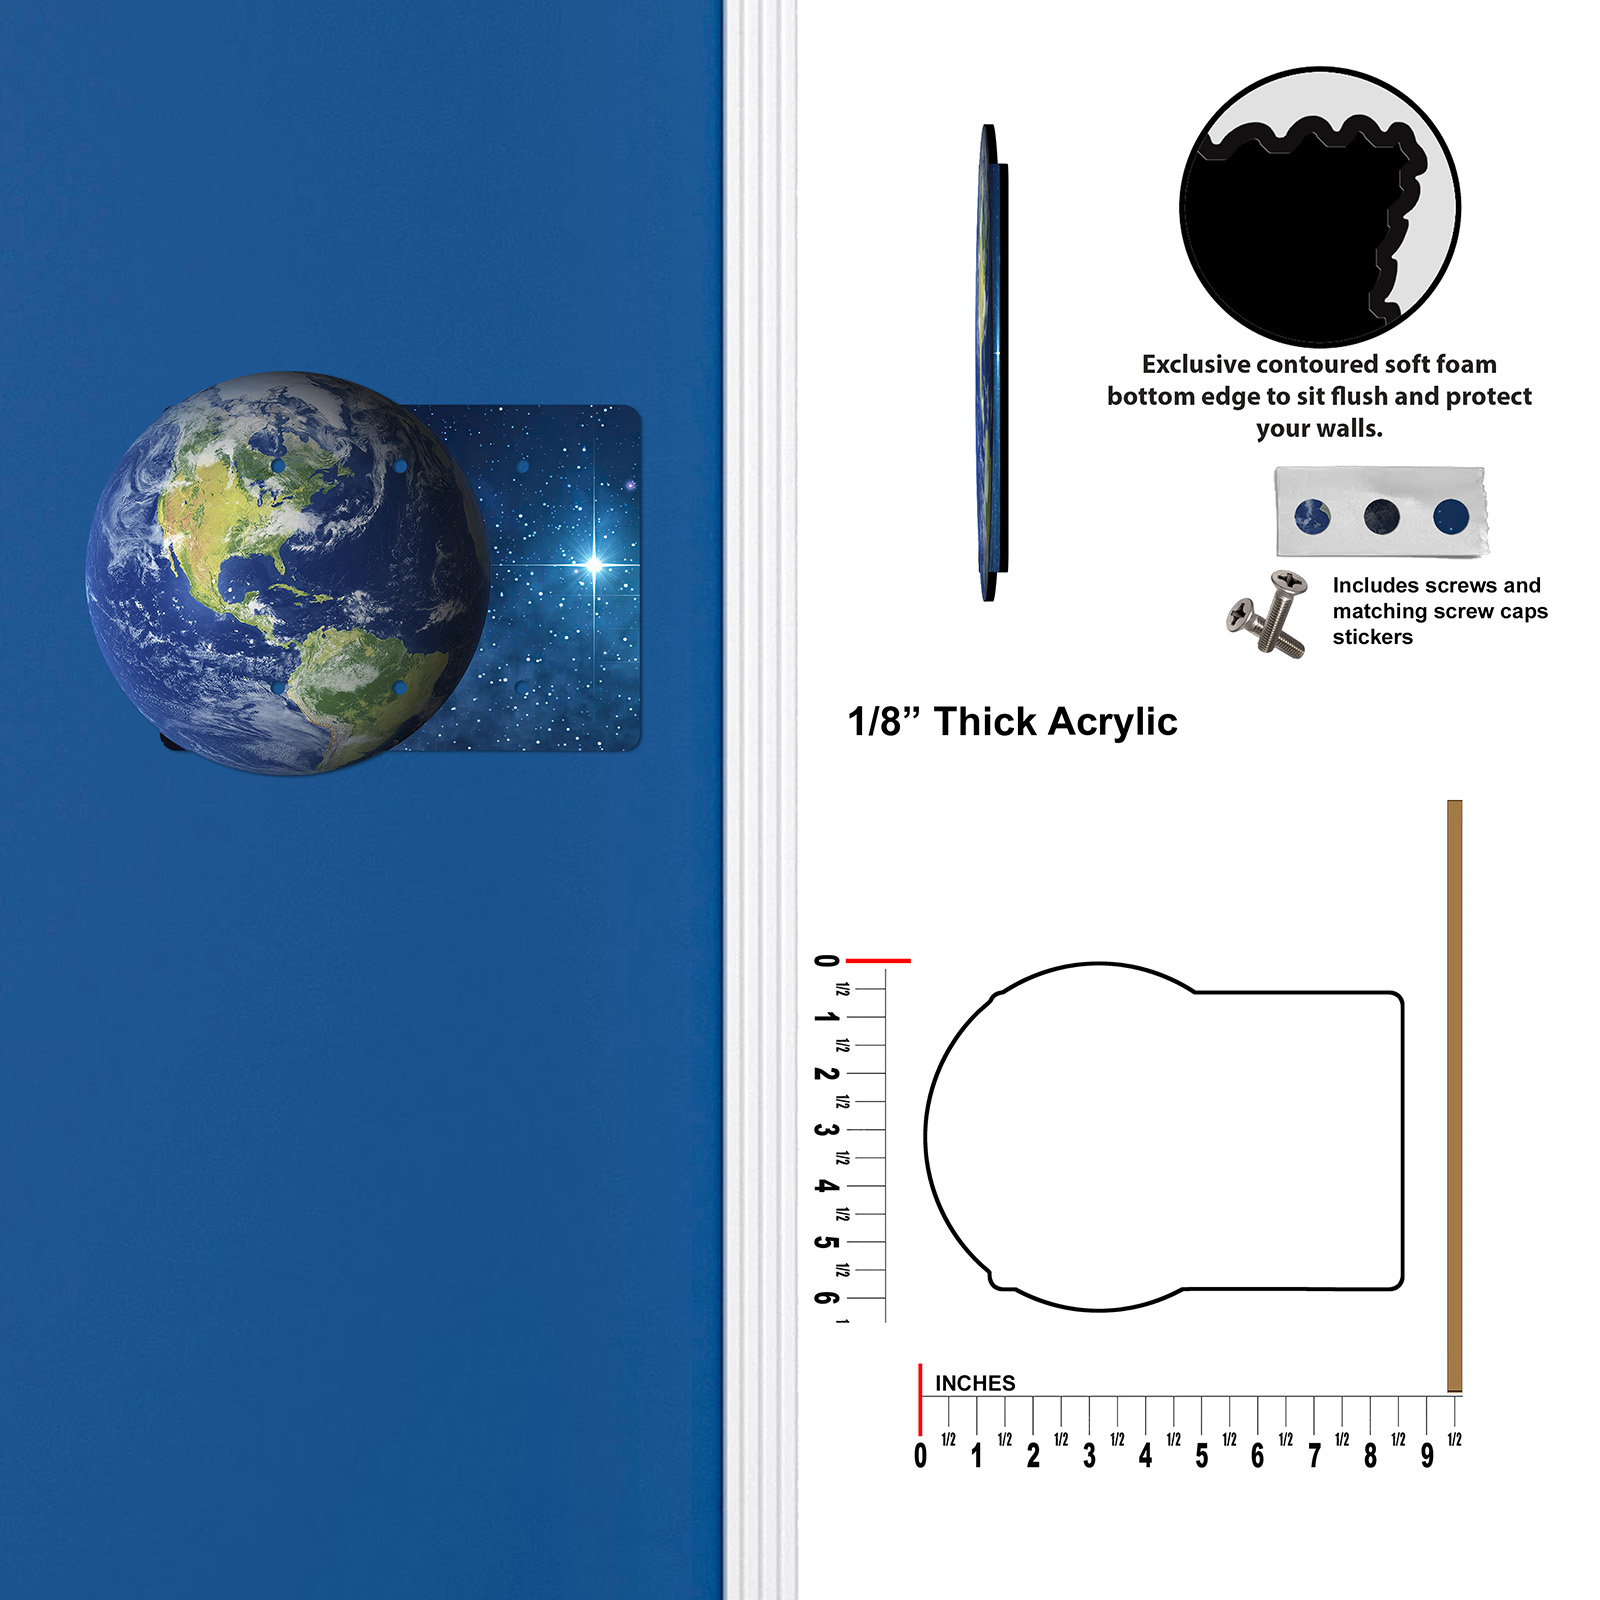 Exclusive contoured soft foam
bottom edge to sit flush and protect
your walls.
Includes screws and
matching screw caps
stickers
1/8” Thick Acrylic
0
1/2
1
1/2
2
1/2
3
1/2
4
1/2
5
1/2
6
1
INCHES
0 1/2 1 1/2 2 1/2 3 1/2 4 1/2 5 1/2 6 1/2 7 1/2 8 1/2 9 1/2